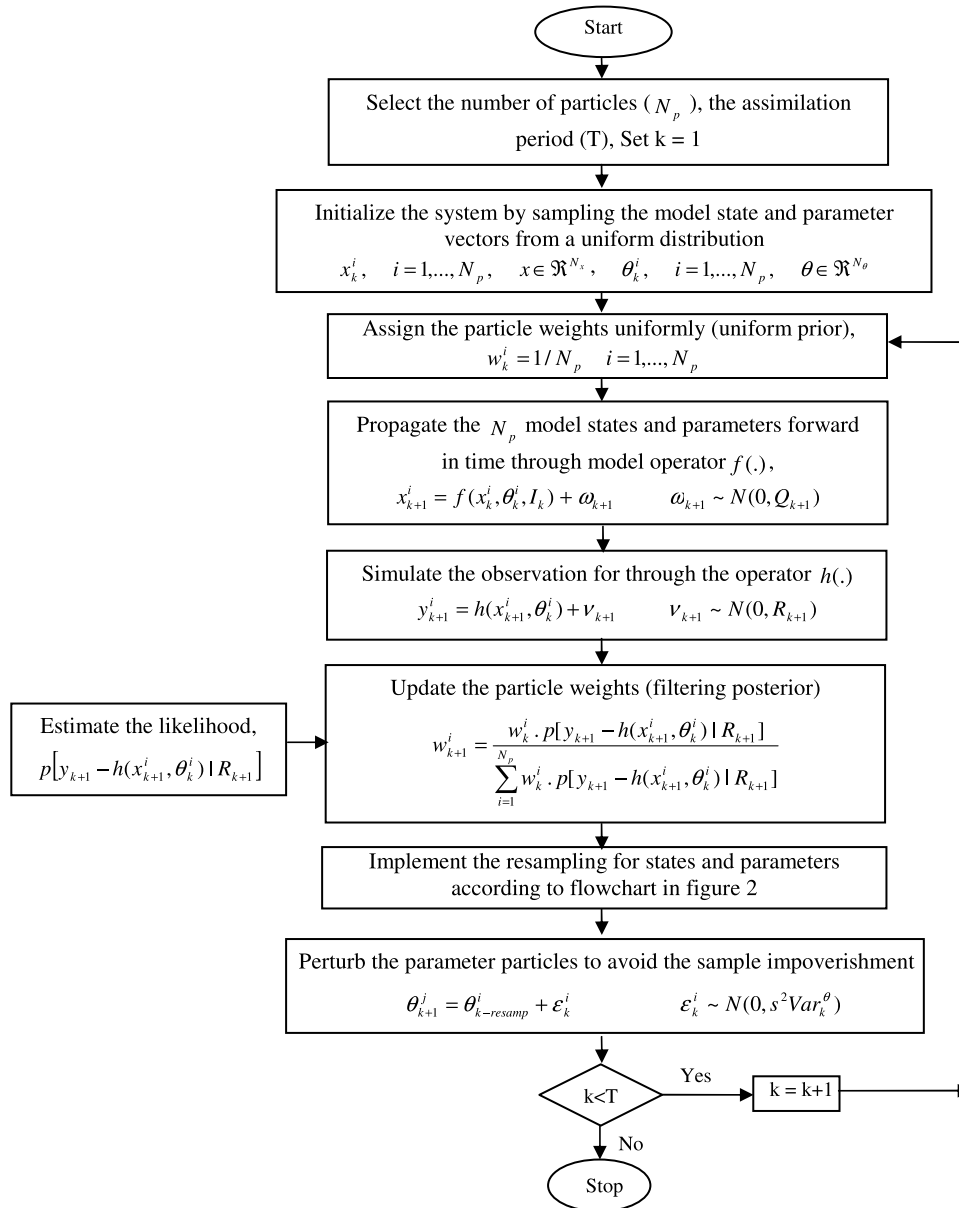 Start
Select the number of particles ( N_p ), the assimilation
period (T), Set k = 1
Initialize the system by sampling the model state and parameter
vectors from a uniform distribution
x_k^i, i = 1,..., N_p, x ∈ ℜ^{N_x}, θ_k^i, i = 1,..., N_p, θ ∈ ℜ^{N_θ}
Assign the particle weights uniformly (uniform prior),
w_k^i = 1 / N_p i = 1,..., N_p
Propagate the N_p model states and parameters forward
in time through model operator f(.),
x_{k+1}^i = f(x_k^i, θ_k^i, I_k) + ω_{k+1} ω_{k+1} ~ N(0, Q_{k+1})
Simulate the observation for through the operator h(.)
y_{k+1}^i = h(x_{k+1}^i, θ_k^i) + ν_{k+1} ν_{k+1} ~ N(0, R_{k+1})
Update the particle weights (filtering posterior)
w_{k+1}^i = \frac{w_k^i . p[y_{k+1} − h(x_{k+1}^i, θ_k^i) | R_{k+1}]}{\sum_{i=1}^{N_p} w_k^i . p[y_{k+1} − h(x_{k+1}^i, θ_k^i) | R_{k+1}]}
Estimate the likelihood,
p[y_{k+1} − h(x_{k+1}^i, θ_k^i) | R_{k+1}]
Implement the resampling for states and parameters
according to flowchart in figure 2
Perturb the parameter particles to avoid the sample impoverishment
θ_{k+1}^j = θ_{k−resamp}^i + ε_k^i ε_k^i ~ N(0, s^2 Var_k^θ)
k<T
Yes
k = k+1
No
Stop